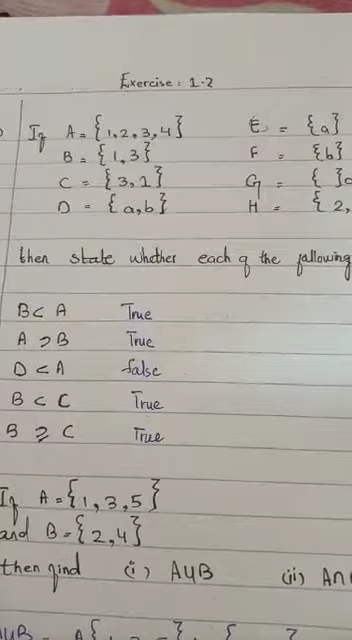 Exercise : 1.2
If A = {1,2,3,4} E = {a}
B = {1,3} F = {b}
C = {3,1} G = { }
D = {a,b} H = {2,
then state whether each of the following
B ⊂ A True
A ⊇ B True
D ⊂ A false
B ⊂ C True
B ⊇ C True
If A = {1,3,5}
and B = {2,4}
then find (i) A∪B (ii) A∩